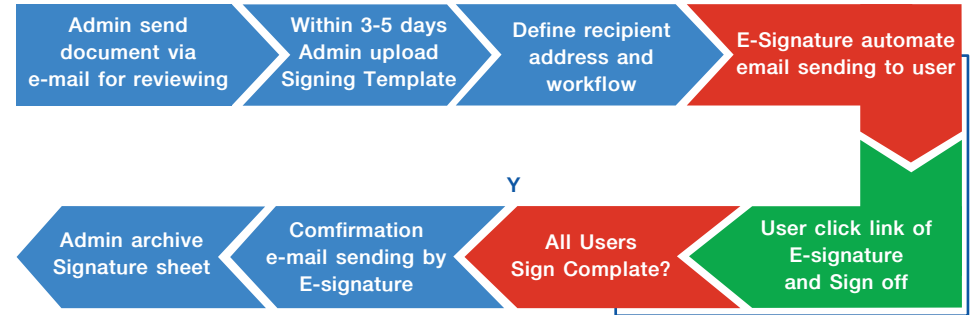 Admin send
document via
e-mail for reviewing
Within 3-5 days
Admin upload
Signing Template
Define recipient
address and
workflow
E-Signature automate
email sending to user
User click link of
E-signature
and Sign off
Y
All Users
Sign Complate?
Comfirmation
e-mail sending by
E-signature
Admin archive
Signature sheet